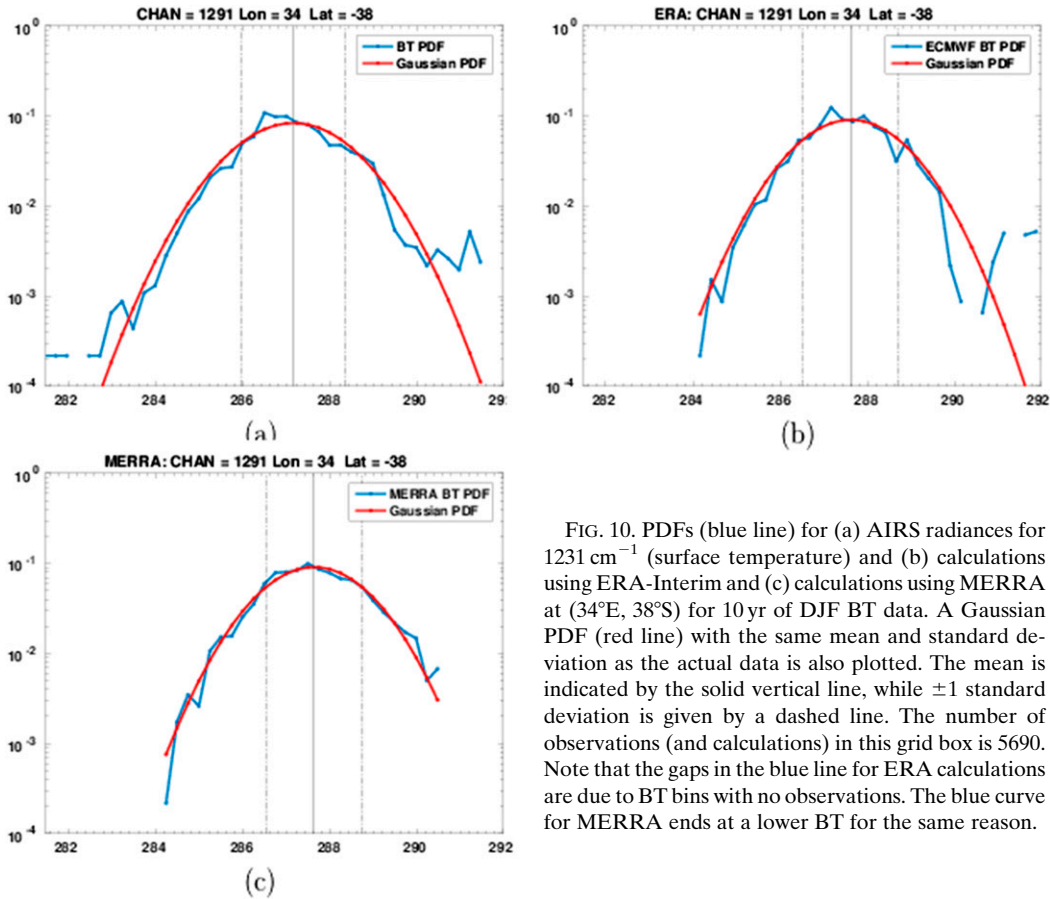 CHAN = 1291 Lon = 34 Lat = -38
BT PDF
Gaussian PDF
10^0
10^-1
10^-2
10^-3
10^-4
282 284 286 288 290 29
(a)
ERA: CHAN = 1291 Lon = 34 Lat = -38
ECMWF BT PDF
Gaussian PDF
10^0
10^-1
10^-2
10^-3
10^-4
282 284 286 288 290 292
(b)
MERRA: CHAN = 1291 Lon = 34 Lat = -38
MERRA BT PDF
Gaussian PDF
10^0
10^-1
10^-2
10^-3
10^-4
282 284 286 288 290 292
(c)
FIG. 10. PDFs (blue line) for (a) AIRS radiances for
1231 cm⁻¹ (surface temperature) and (b) calculations
using ERA-Interim and (c) calculations using MERRA
at (34°E, 38°S) for 10 yr of DJF BT data. A Gaussian
PDF (red line) with the same mean and standard de-
viation as the actual data is also plotted. The mean is
indicated by the solid vertical line, while ±1 standard
deviation is given by a dashed line. The number of
observations (and calculations) in this grid box is 5690.
Note that the gaps in the blue line for ERA calculations
are due to BT bins with no observations. The blue curve
for MERRA ends at a lower BT for the same reason.